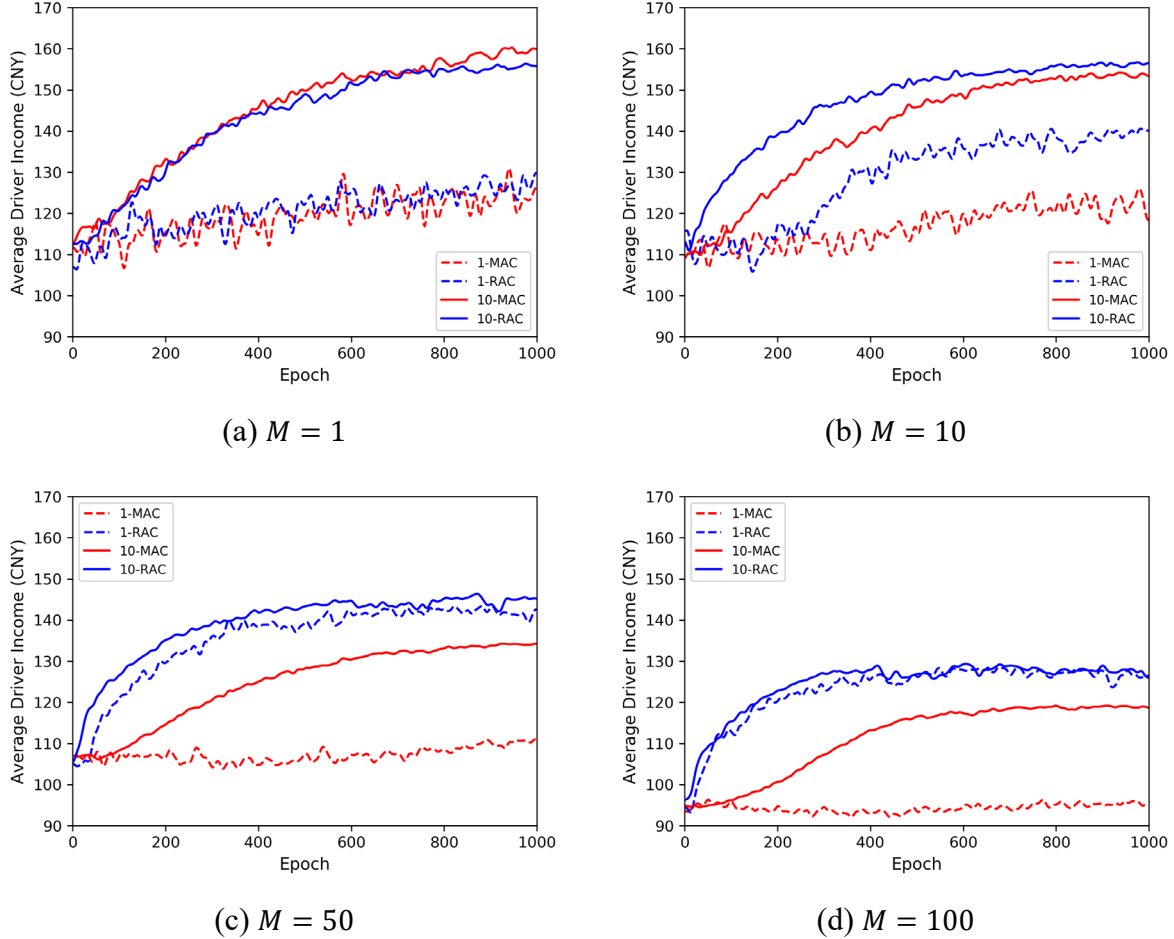 170
160
150
140
130
120
110
100
90
Average Driver Income (CNY)
1-MAC
1-RAC
10-MAC
10-RAC
0 200 400 600 800 1000
Epoch
(a) M = 1
170
160
150
140
130
120
110
100
90
Average Driver Income (CNY)
1-MAC
1-RAC
10-MAC
10-RAC
0 200 400 600 800 1000
Epoch
(b) M = 10
170
160
150
140
130
120
110
100
90
Average Driver Income (CNY)
1-MAC
1-RAC
10-MAC
10-RAC
0 200 400 600 800 1000
Epoch
(c) M = 50
170
160
150
140
130
120
110
100
90
Average Driver Income (CNY)
1-MAC
1-RAC
10-MAC
10-RAC
0 200 400 600 800 1000
Epoch
(d) M = 100